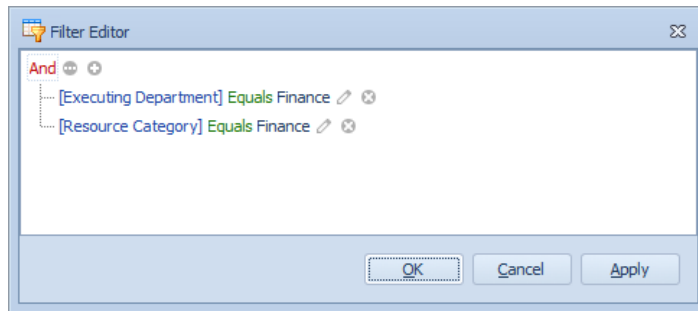 Filter Editor
And
[Executing Department] Equals Finance
[Resource Category] Equals Finance
OK Cancel Apply